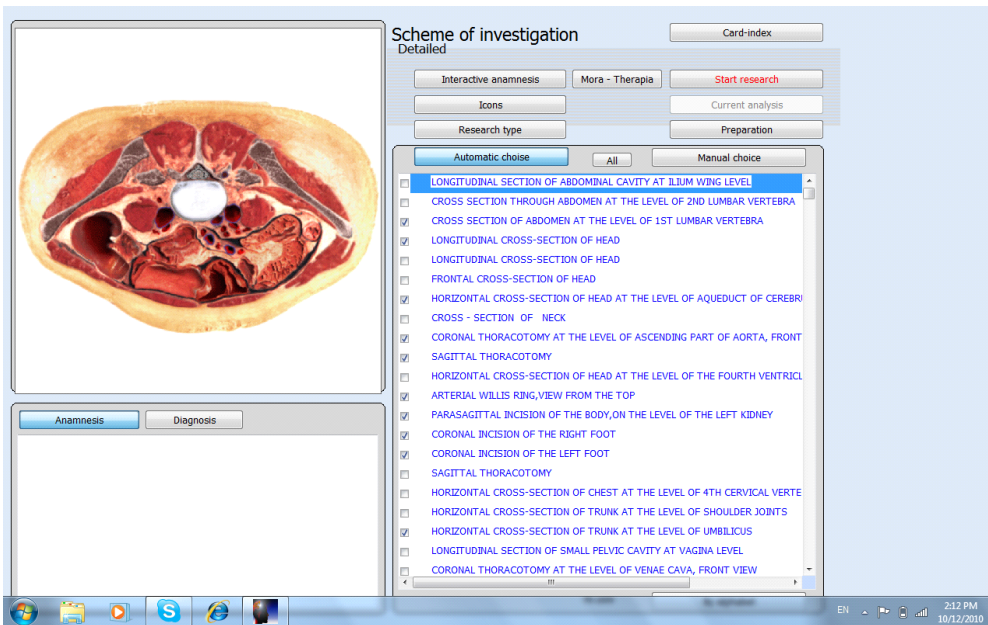 Scheme of investigation
Card-index
Detailed
Interactive anamnesis
Mora - Therapia
Start research
Icons
Current analysis
Research type
Preparation
Automatic choise
All
Manual choice
LONGITUDINAL SECTION OF ABDOMINAL CAVITY AT ILIUM WING LEVEL
CROSS SECTION THROUGH ABDOMEN AT THE LEVEL OF 2ND LUMBAR VERTEBRA
CROSS SECTION OF ABDOMEN AT THE LEVEL OF 1ST LUMBAR VERTEBRA
LONGITUDINAL CROSS-SECTION OF HEAD
LONGITUDINAL CROSS-SECTION OF HEAD
FRONTAL CROSS-SECTION OF HEAD
HORIZONTAL CROSS-SECTION OF HEAD AT THE LEVEL OF AQUEDUCT OF CEREBR
CROSS - SECTION OF NECK
CORONAL THORACOTOMY AT THE LEVEL OF ASCENDING PART OF AORTA, FRONT
SAGITTAL THORACOTOMY
HORIZONTAL CROSS-SECTION OF HEAD AT THE LEVEL OF THE FOURTH VENTRICL
ARTERIAL WILLIS RING,VIEW FROM THE TOP
PARASAGITTAL INCISION OF THE BODY,ON THE LEVEL OF THE LEFT KIDNEY
CORONAL INCISION OF THE RIGHT FOOT
CORONAL INCISION OF THE LEFT FOOT
SAGITTAL THORACOTOMY
HORIZONTAL CROSS-SECTION OF CHEST AT THE LEVEL OF 4TH CERVICAL VERTE
HORIZONTAL CROSS-SECTION OF TRUNK AT THE LEVEL OF SHOULDER JOINTS
HORIZONTAL CROSS-SECTION OF TRUNK AT THE LEVEL OF UMBILICUS
LONGITUDINAL SECTION OF SMALL PELVIC CAVITY AT VAGINA LEVEL
CORONAL THORACOTOMY AT THE LEVEL OF VENAE CAVA, FRONT VIEW
Anamnesis
Diagnosis
EN
2:12 PM
10/12/2010